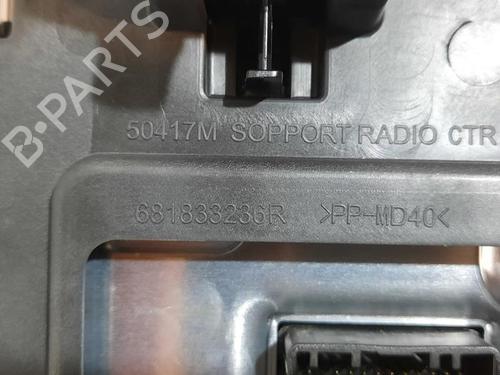 50417M SOPPORT RADIO CTR
681833236R >PP-MD40<
B-PARTS